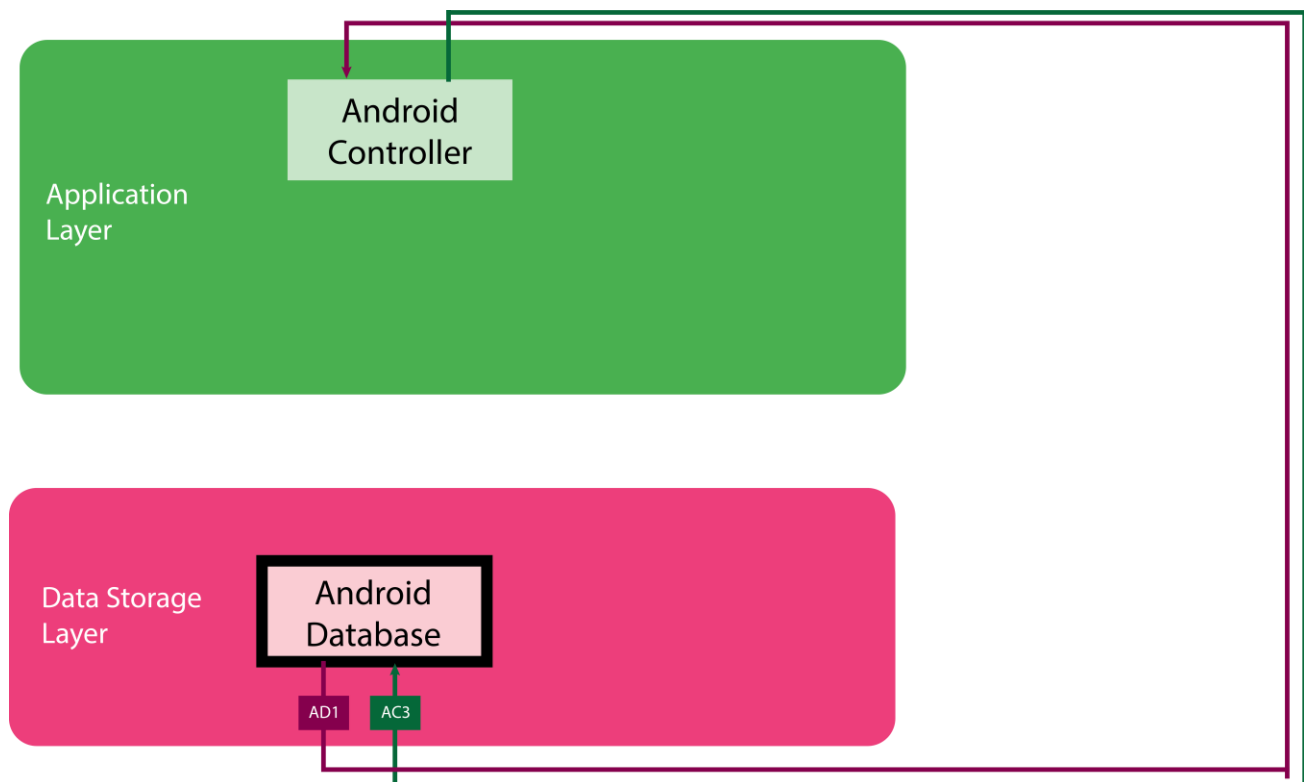 Android
Controller
Application
Layer
Data Storage
Layer
Android
Database
AD1
AC3